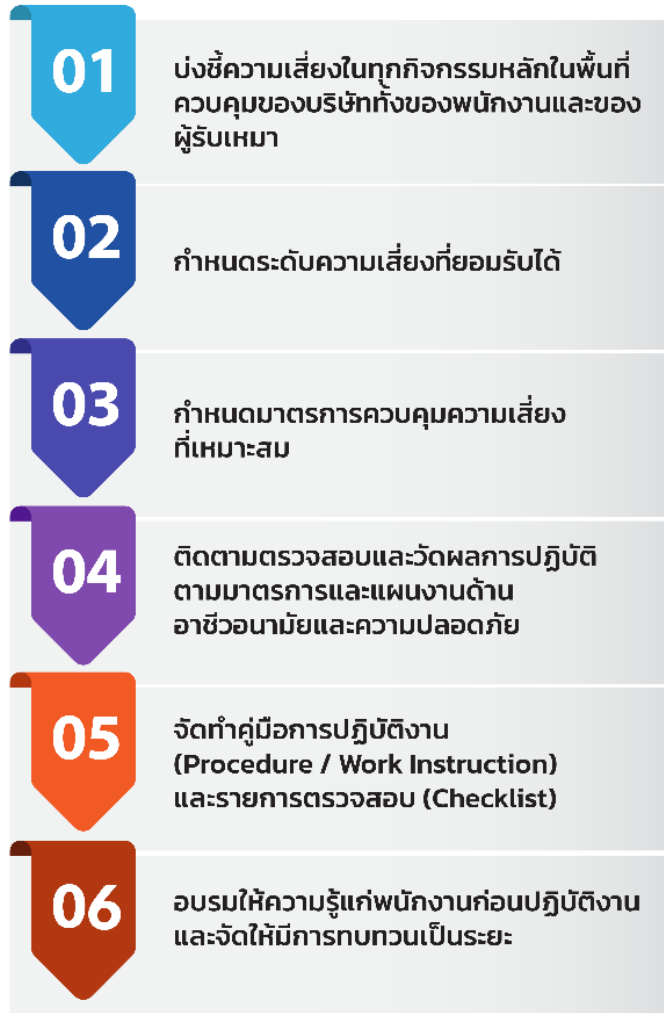 01
บ่งชี้ความเสี่ยงในทุกกิจกรรมหลักในพื้นที่
ควบคุมของบริษัททั้งของพนักงานและของ
ผู้รับเหมา
02
กำหนดระดับความเสี่ยงที่ยอมรับได้
03
กำหนดมาตรการควบคุมความเสี่ยง
ที่เหมาะสม
04
ติดตามตรวจสอบและวัดผลการปฏิบัติ
ตามมาตรการและแผนงานด้าน
อาชีวอนามัยและความปลอดภัย
05
จัดทำคู่มือการปฏิบัติงาน
(Procedure / Work Instruction)
และรายการตรวจสอบ (Checklist)
06
อบรมให้ความรู้แก่พนักงานก่อนปฏิบัติงาน
และจัดให้มีการทบทวนเป็นระยะ